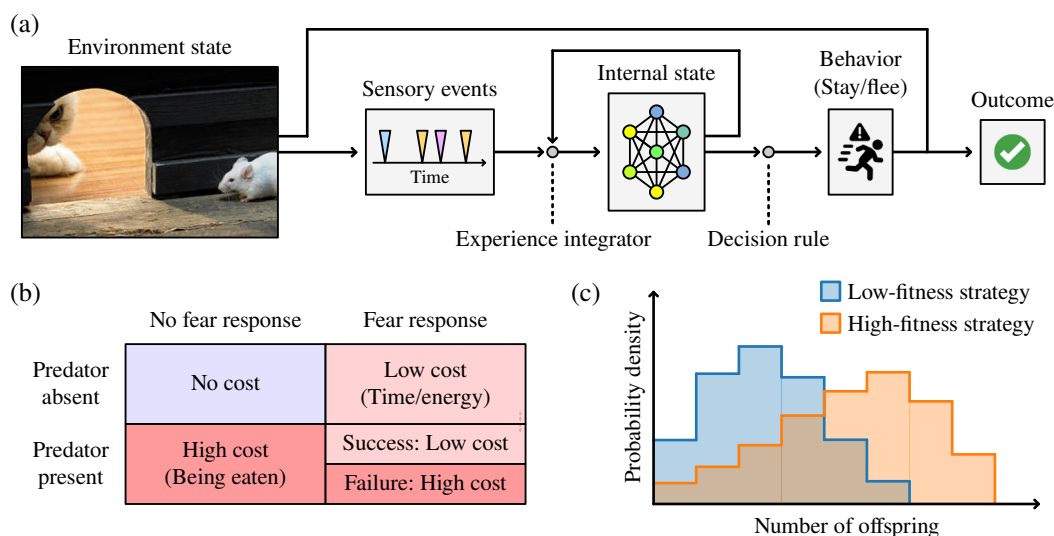 (a)
Environment state
Sensory events
Time
Experience integrator
Internal state
Decision rule
Behavior
(Stay/flee)
Outcome
(b)
No fear response
Fear response
Predator
absent
No cost
Low cost
(Time/energy)
Predator
present
High cost
(Being eaten)
Success: Low cost
Failure: High cost
(c)
Low-fitness strategy
High-fitness strategy
Probability density
Number of offspring